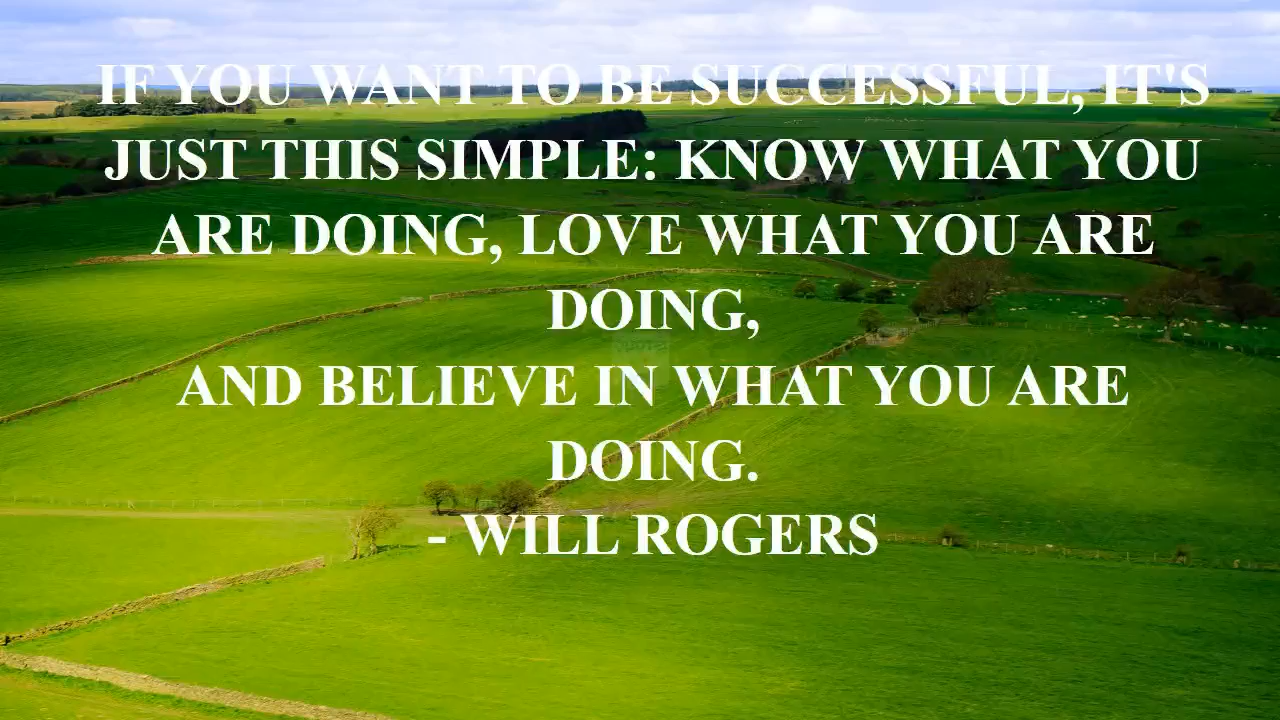 IF YOU WANT TO BE SUCCESSFUL, IT'S
JUST THIS SIMPLE: KNOW WHAT YOU
ARE DOING, LOVE WHAT YOU ARE
DOING,
AND BELIEVE IN WHAT YOU ARE
DOING.
- WILL ROGERS